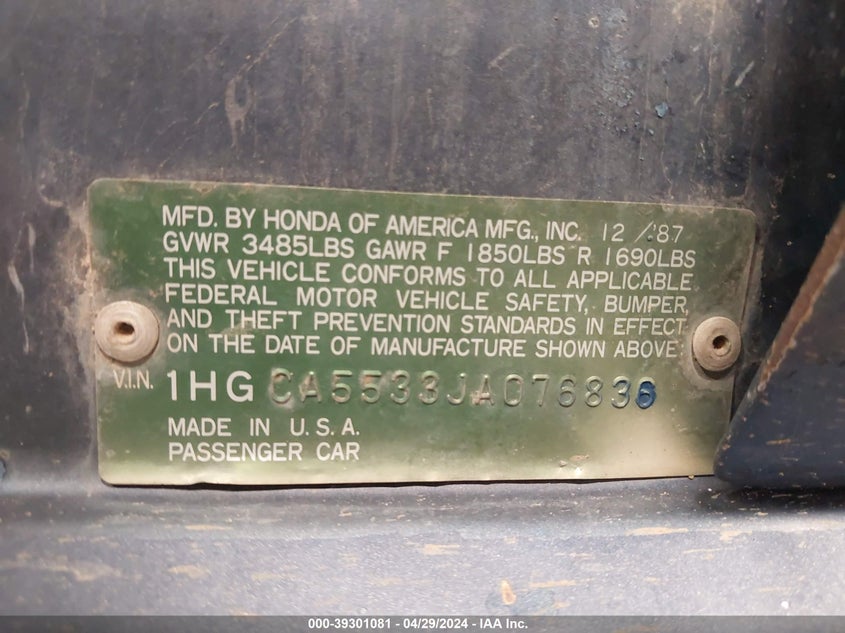 MFD. BY HONDA OF AMERICA MFG., INC. 12 / 87
GVWR 3485LBS GAWR F 1850LBS R 1690LBS
THIS VEHICLE CONFORMS TO ALL APPLICABLE
FEDERAL MOTOR VEHICLE SAFETY, BUMPER,
AND THEFT PREVENTION STANDARDS IN EFFECT
ON THE DATE OF MANUFACTURE SHOWN ABOVE:
V.I.N. 1HG CA5533JA076836
MADE IN U.S.A.
PASSENGER CAR
000-39301081 - 04/29/2024 - IAA Inc.